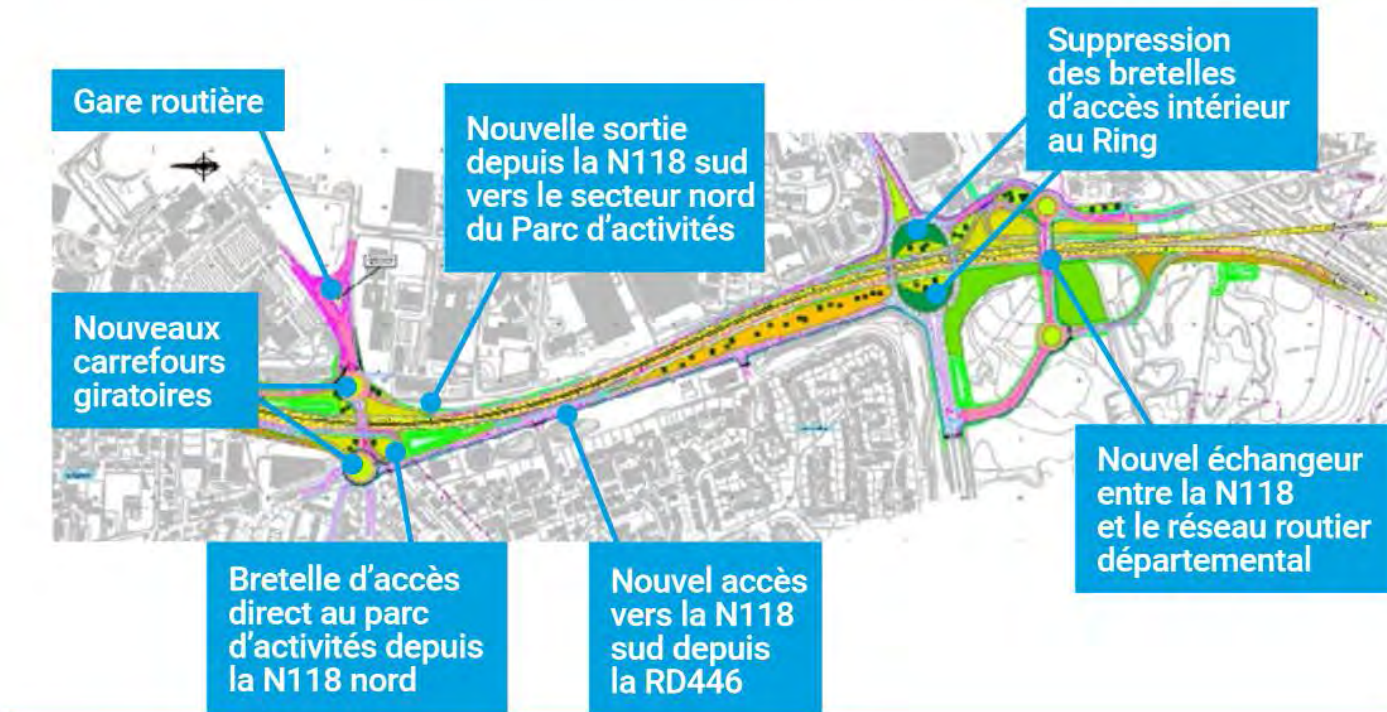 Gare routière
Nouvelle sortie
depuis la N118 sud
vers le secteur nord
du Parc d’activités
Suppression
des bretelles
d’accès intérieur
au Ring
Nouveaux
carrefours
giratoires
Bretelle d’accès
direct au parc
d’activités depuis
la N118 nord
Nouvel accès
vers la N118
sud depuis
la RD446
Nouvel échangeur
entre la N118
et le réseau routier
départemental